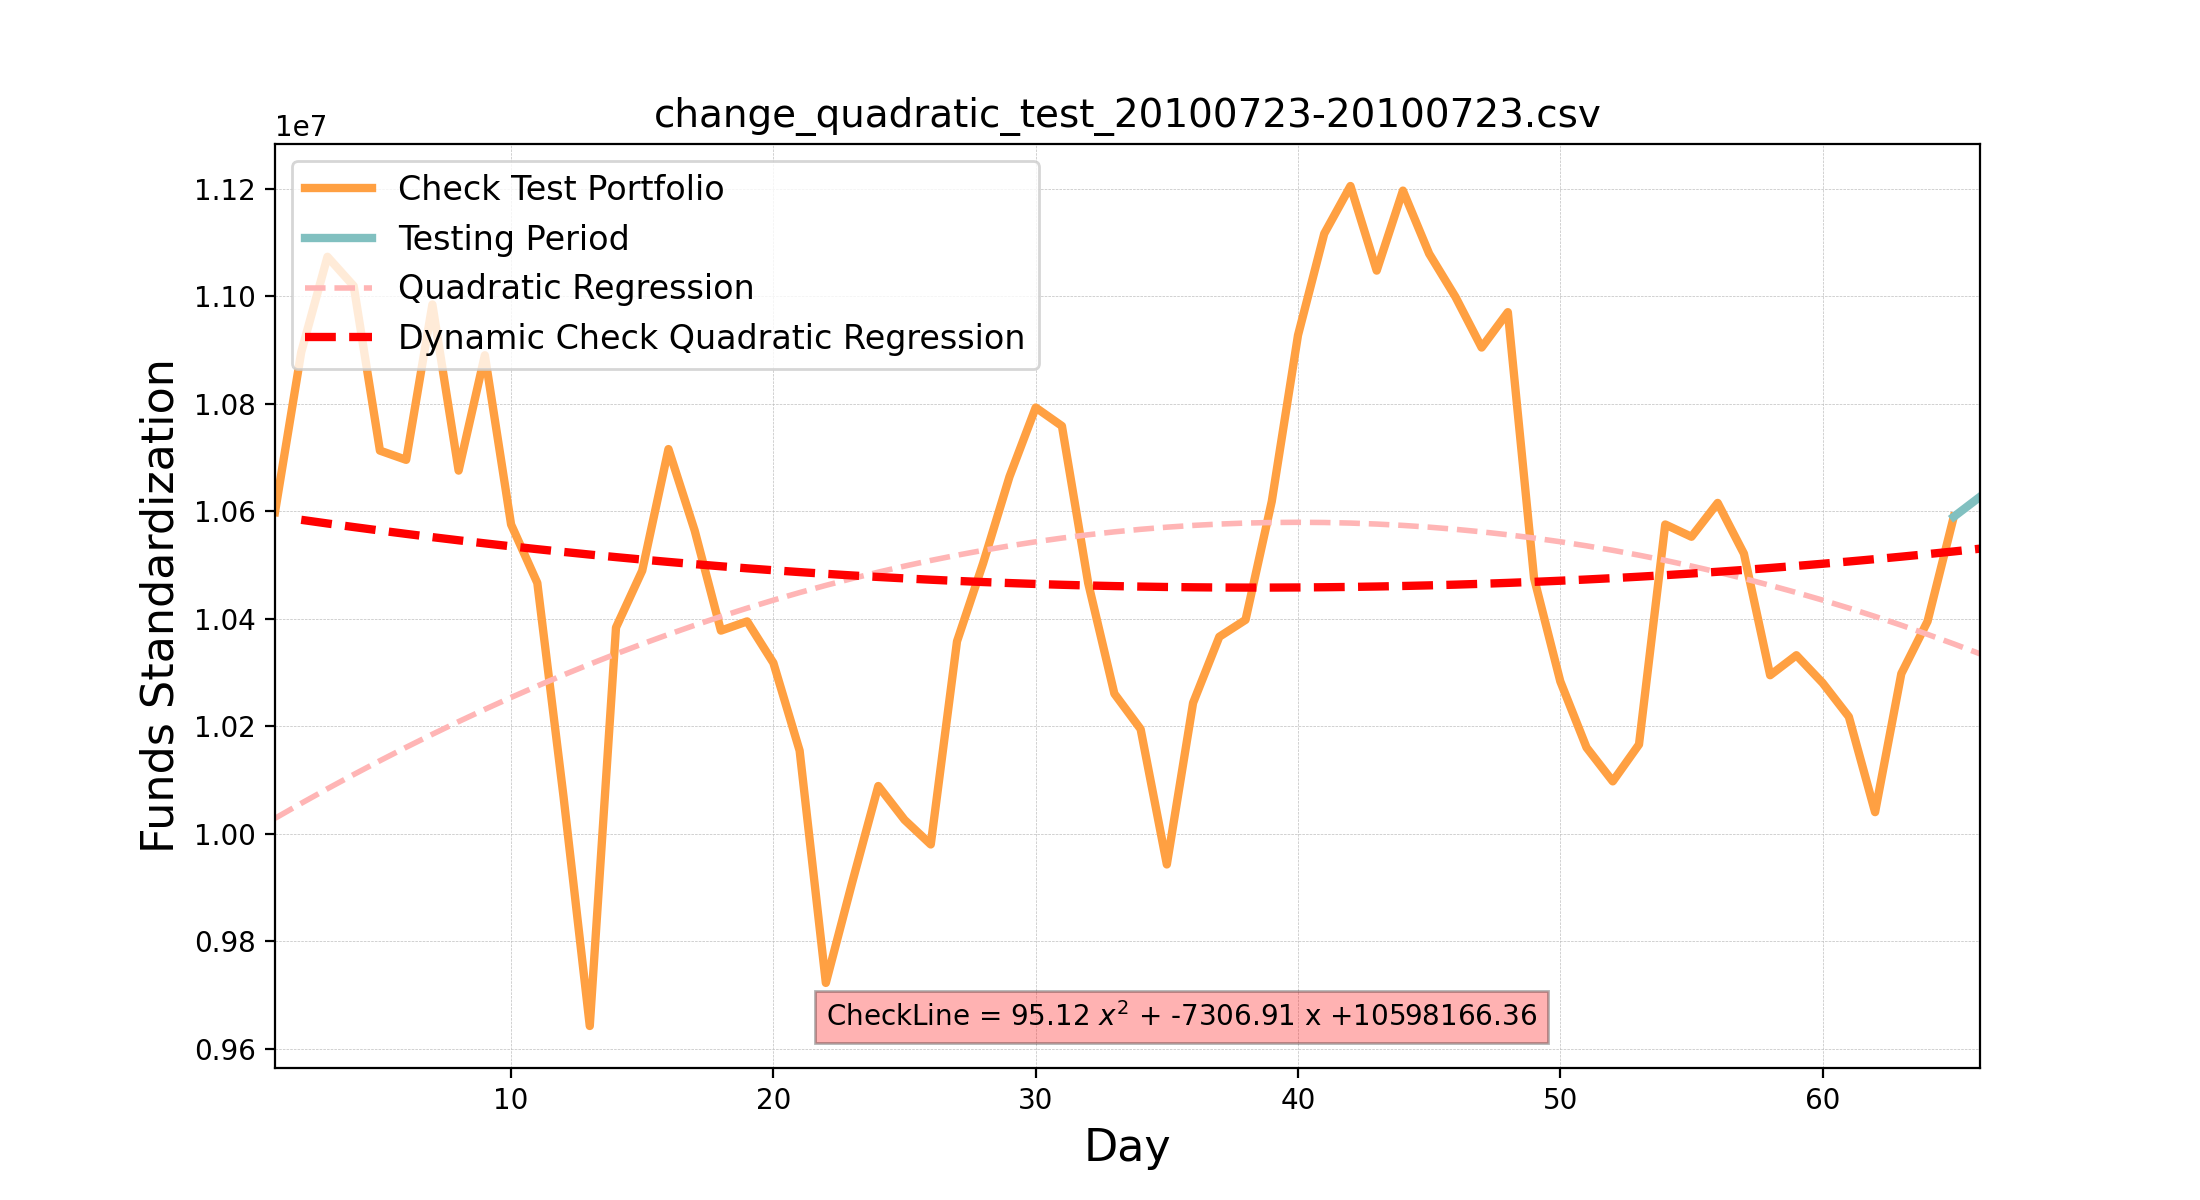 change_quadratic_test_20100723-20100723.csv
1e7
Check Test Portfolio
Testing Period
Quadratic Regression
Dynamic Check Quadratic Regression
1.12
1.10
1.08
1.06
1.04
1.02
1.00
0.98
0.96
Funds Standardization
CheckLine = 95.12 x² + -7306.91 x +10598166.36
10 20 30 40 50 60
Day